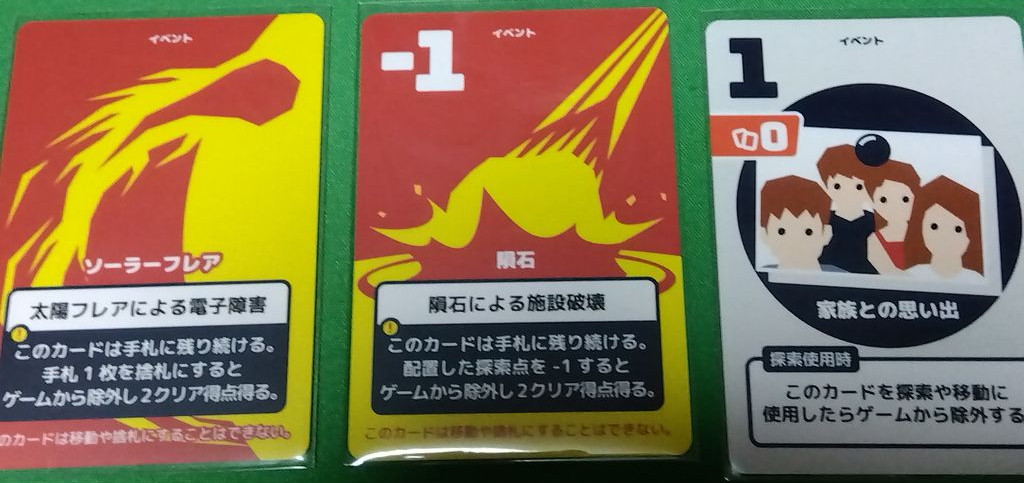 イベント
ソーラーフレア
太陽フレアによる電子障害
!
このカードは手札に残り続ける。
手札1枚を捨札にすると
ゲームから除外し2クリア得点得る。
のカードは移動や捨札にすることはできない。
-1
イベント
隕石
隕石による施設破壊
!
このカードは手札に残り続ける。
配置した探索点を -1 すると
ゲームから除外し2クリア得点得る。
このカードは移動や捨札にすることはできない。
1
イベント
0
家族との思い出
探索使用時
このカードを探索や移動に
使用したらゲームから除外する